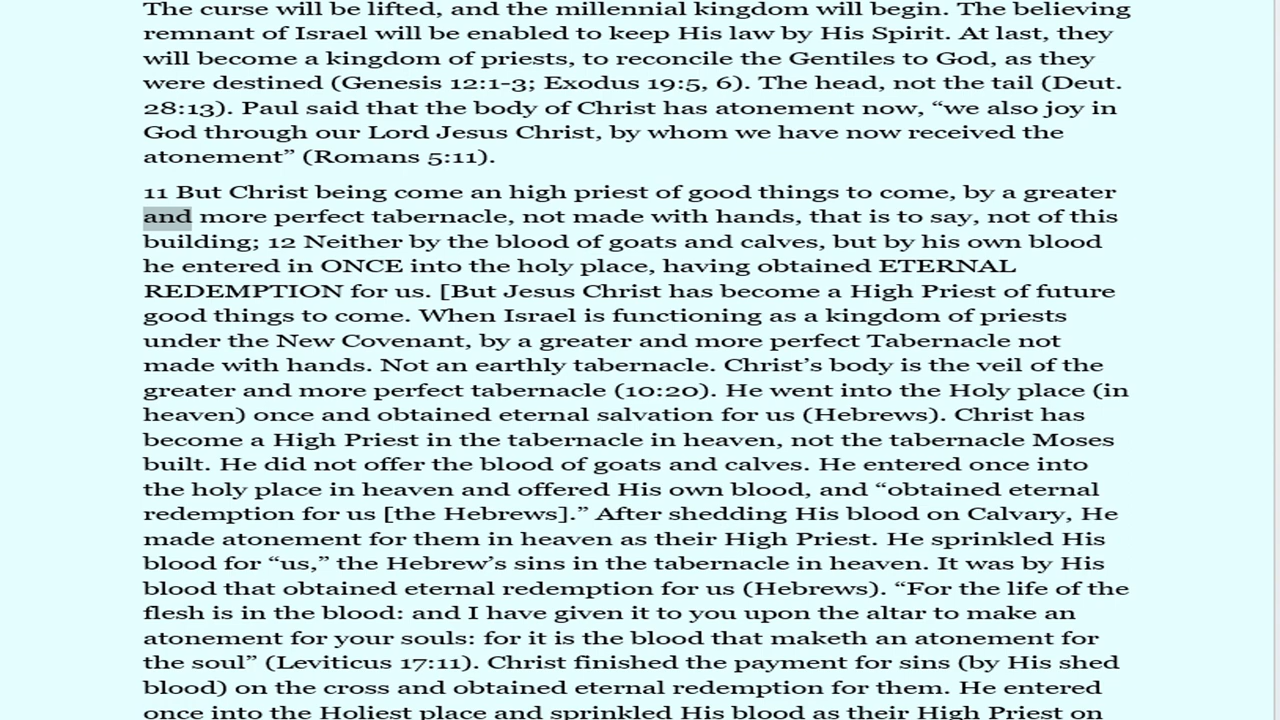 The curse will be lifted, and the millennial kingdom will begin. The believing
remnant of Israel will be enabled to keep His law by His Spirit. At last, they
will become a kingdom of priests, to reconcile the Gentiles to God, as they
were destined (Genesis 12:1-3; Exodus 19:5, 6). The head, not the tail (Deut.
28:13). Paul said that the body of Christ has atonement now, “we also joy in
God through our Lord Jesus Christ, by whom we have now received the
atonement” (Romans 5:11).
11 But Christ being come an high priest of good things to come, by a greater
and more perfect tabernacle, not made with hands, that is to say, not of this
building; 12 Neither by the blood of goats and calves, but by his own blood
he entered in ONCE into the holy place, having obtained ETERNAL
REDEMPTION for us. [But Jesus Christ has become a High Priest of future
good things to come. When Israel is functioning as a kingdom of priests
under the New Covenant, by a greater and more perfect Tabernacle not
made with hands. Not an earthly tabernacle. Christ’s body is the veil of the
greater and more perfect tabernacle (10:20). He went into the Holy place (in
heaven) once and obtained eternal salvation for us (Hebrews). Christ has
become a High Priest in the tabernacle in heaven, not the tabernacle Moses
built. He did not offer the blood of goats and calves. He entered once into
the holy place in heaven and offered His own blood, and “obtained eternal
redemption for us [the Hebrews].” After shedding His blood on Calvary, He
made atonement for them in heaven as their High Priest. He sprinkled His
blood for “us,” the Hebrew’s sins in the tabernacle in heaven. It was by His
blood that obtained eternal redemption for us (Hebrews). “For the life of the
flesh is in the blood: and I have given it to you upon the altar to make an
atonement for your souls: for it is the blood that maketh an atonement for
the soul” (Leviticus 17:11). Christ finished the payment for sins (by His shed
blood) on the cross and obtained eternal redemption for them. He entered
once into the Holiest place and sprinkled His blood as their High Priest on